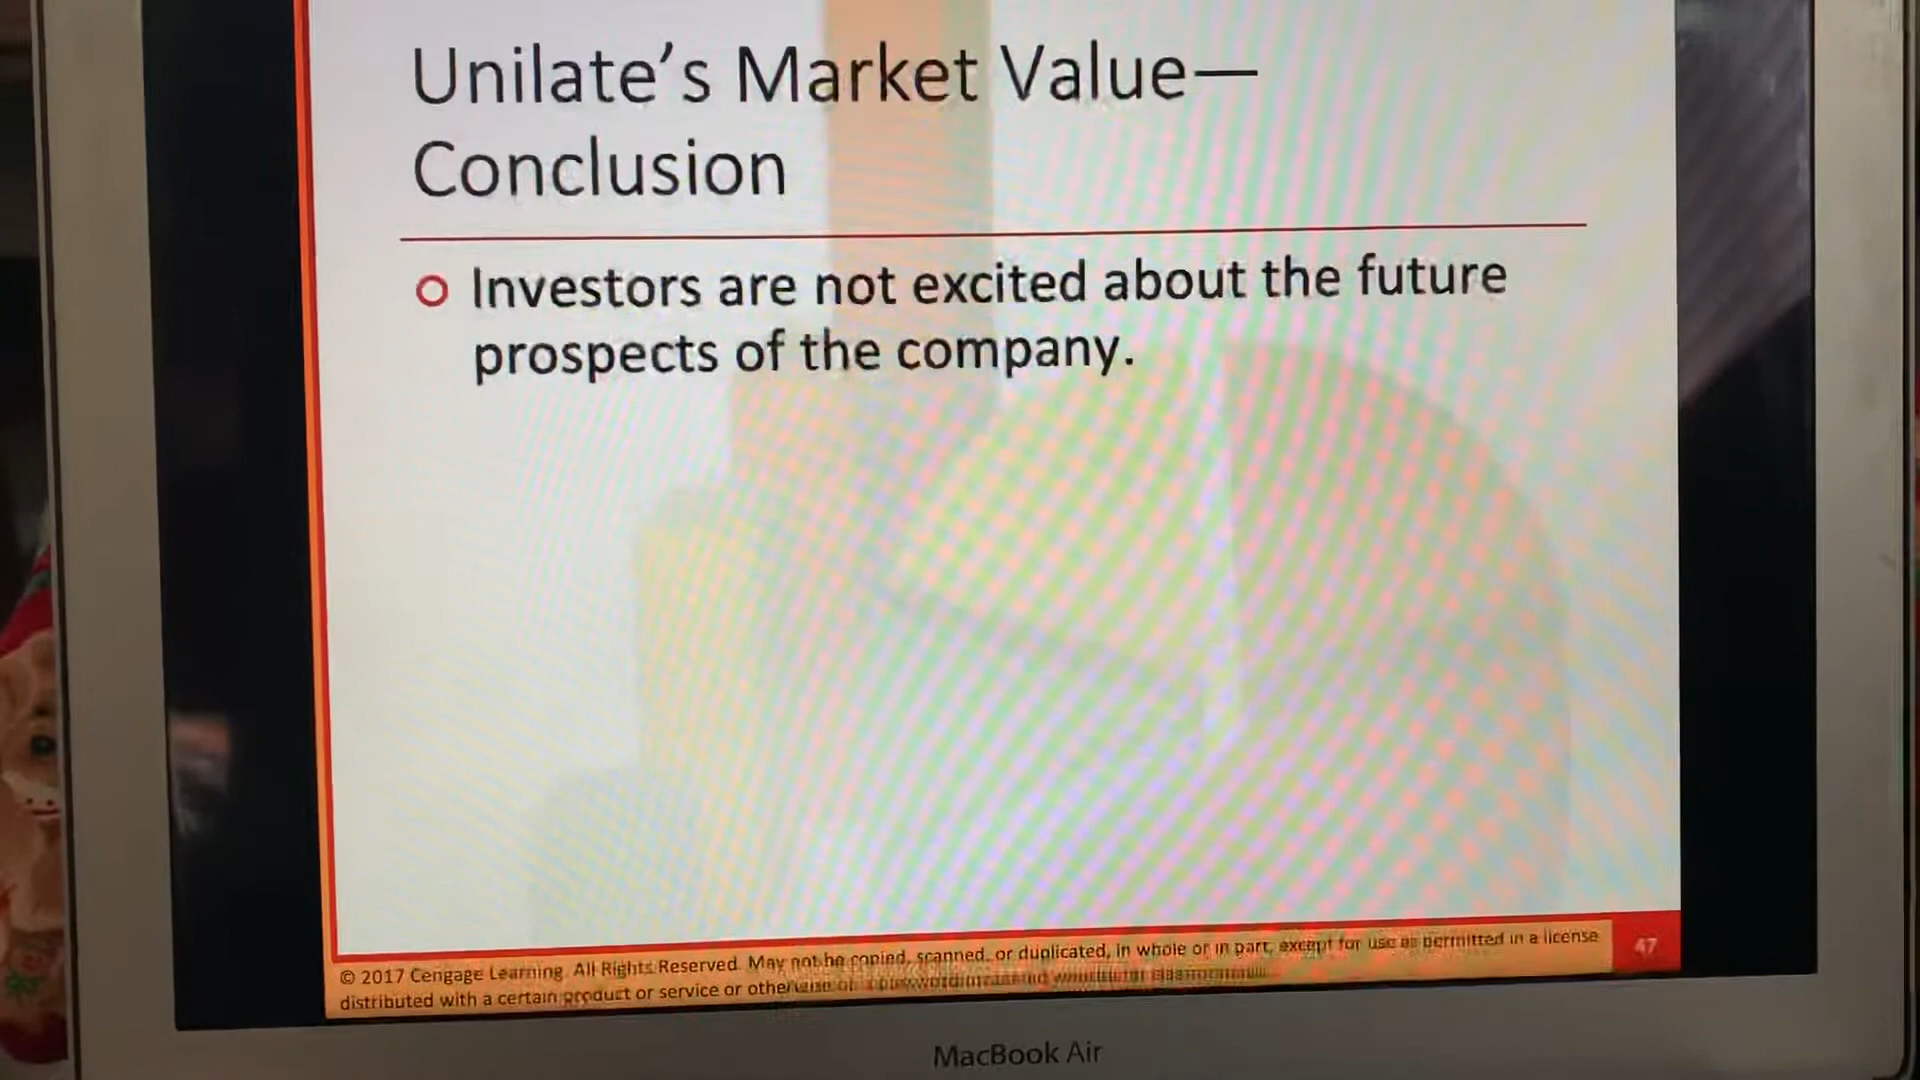 Unilate's Market Value—
Conclusion
Investors are not excited about the future
prospects of the company.
© 2017 Cengage Learning. All Rights Reserved. May not be copied, scanned, or duplicated, in whole or in part, except for use as permitted in a license
distributed with a certain product or service or otherwise on
47
MacBook Air